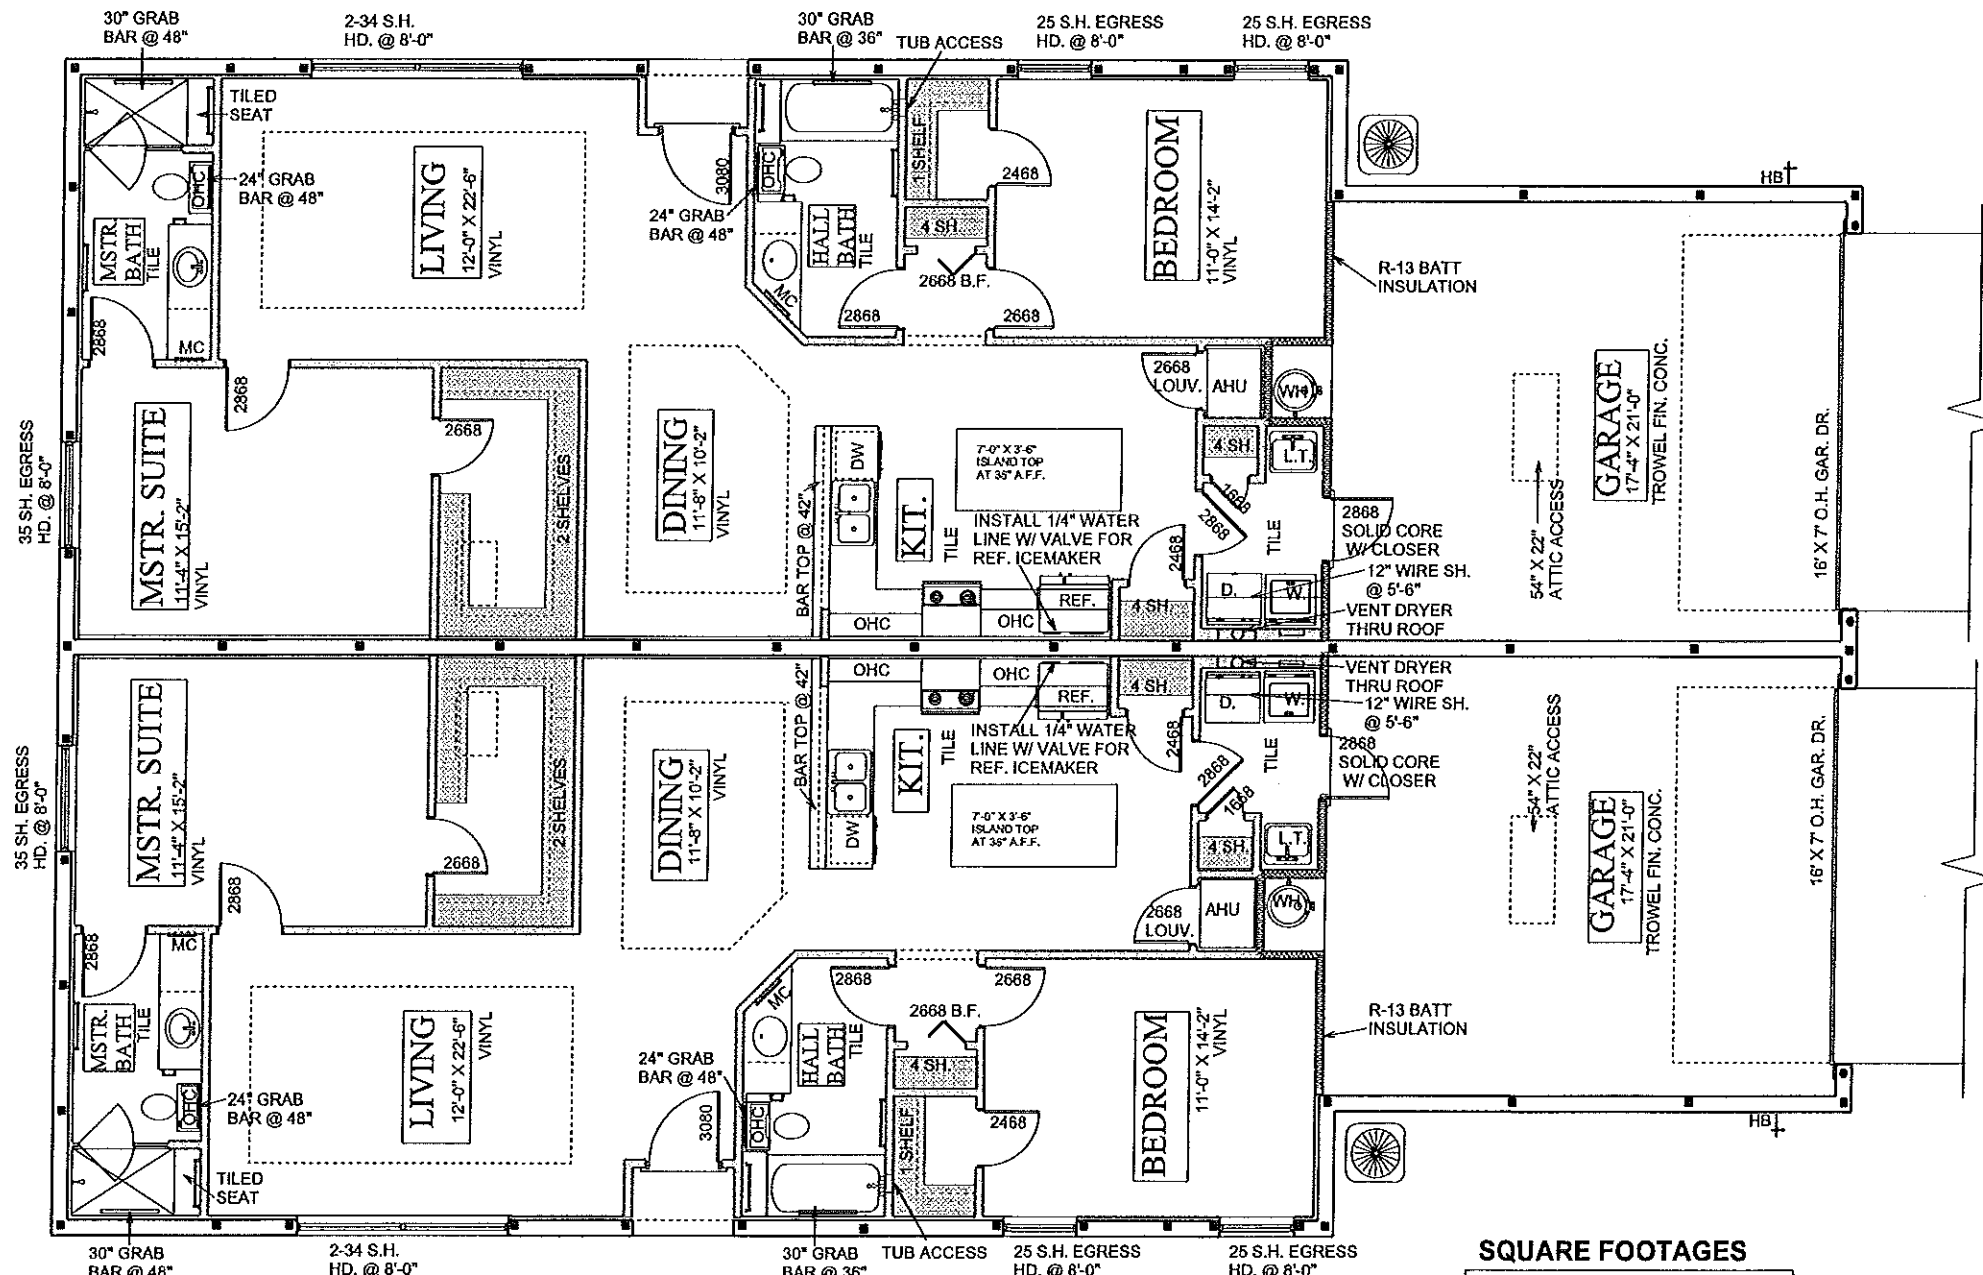 30" GRAB
BAR @ 48"
2-34 S.H.
HD. @ 8'-0"
30" GRAB
BAR @ 36"
TUB ACCESS
25 S.H. EGRESS
HD. @ 8'-0"
25 S.H. EGRESS
HD. @ 8'-0"
TILED
SEAT
24" GRAB
BAR @ 48"
OHC
MSTR.
BATH
TILE
MC
2868
LIVING
12'-0" X 22'-6"
VINYL
3080
24" GRAB
BAR @ 48"
OHC
HALL
BATH
TILE
MC
2868
1 SHELF
4 SH.
2668 B.F.
2468
2668
BEDROOM
11'-0" X 14'-2"
VINYL
HB
R-13 BATT
INSULATION
35 SH. EGRESS
HD. @ 8'-0"
MSTR. SUITE
11'-4" X 15'-2"
VINYL
2868
2668
2 SHELVES
DINING
11'-8" X 10'-2"
VINYL
BAR TOP @ 42"
DW
7'-0" X 3'-6"
ISLAND TOP
AT 35" A.F.F.
KIT.
TILE
INSTALL 1/4" WATER
LINE W/ VALVE FOR
REF. ICEMAKER
OHC
OHC
REF.
2668
LOUV.
AHU
WH
4 SH.
L.T.
1668
2868
2468
TILE
4 SH.
D.
W.
2868
SOLID CORE
W/ CLOSER
12" WIRE SH.
@ 5'-6"
VENT DRYER
THRU ROOF
54" X 22"
ATTIC ACCESS
GARAGE
17'-4" X 21'-0"
TROWEL FIN. CONC.
16' X 7' O.H. GAR. DR.
35 SH. EGRESS
HD. @ 8'-0"
MSTR. SUITE
11'-4" X 15'-2"
VINYL
2868
2668
2 SHELVES
DINING
11'-8" X 10'-2"
VINYL
BAR TOP @ 42"
DW
OHC
OHC
REF.
KIT.
TILE
INSTALL 1/4" WATER
LINE W/ VALVE FOR
REF. ICEMAKER
7'-0" X 3'-6"
ISLAND TOP
AT 35" A.F.F.
4 SH.
2468
D.
W.
VENT DRYER
THRU ROOF
12" WIRE SH.
@ 5'-6"
2868
SOLID CORE
W/ CLOSER
2868
1668
TILE
4 SH.
L.T.
2668
LOUV.
AHU
WH
54" X 22"
ATTIC ACCESS
GARAGE
17'-4" X 21'-0"
TROWEL FIN. CONC.
16' X 7' O.H. GAR. DR.
2868
MC
MSTR.
BATH
TILE
OHC
24" GRAB
BAR @ 48"
TILED
SEAT
LIVING
12'-0" X 22'-6"
VINYL
3080
24" GRAB
BAR @ 48"
OHC
HALL
BATH
TILE
MC
2868
2668
2668 B.F.
4 SH.
1 SHELF
2468
BEDROOM
11'-0" X 14'-2"
VINYL
R-13 BATT
INSULATION
HB
30" GRAB
BAR @ 48"
2-34 S.H.
HD. @ 8'-0"
30" GRAB
BAR @ 36"
TUB ACCESS
25 S.H. EGRESS
HD. @ 8'-0"
25 S.H. EGRESS
HD. @ 8'-0"
SQUARE FOOTAGES